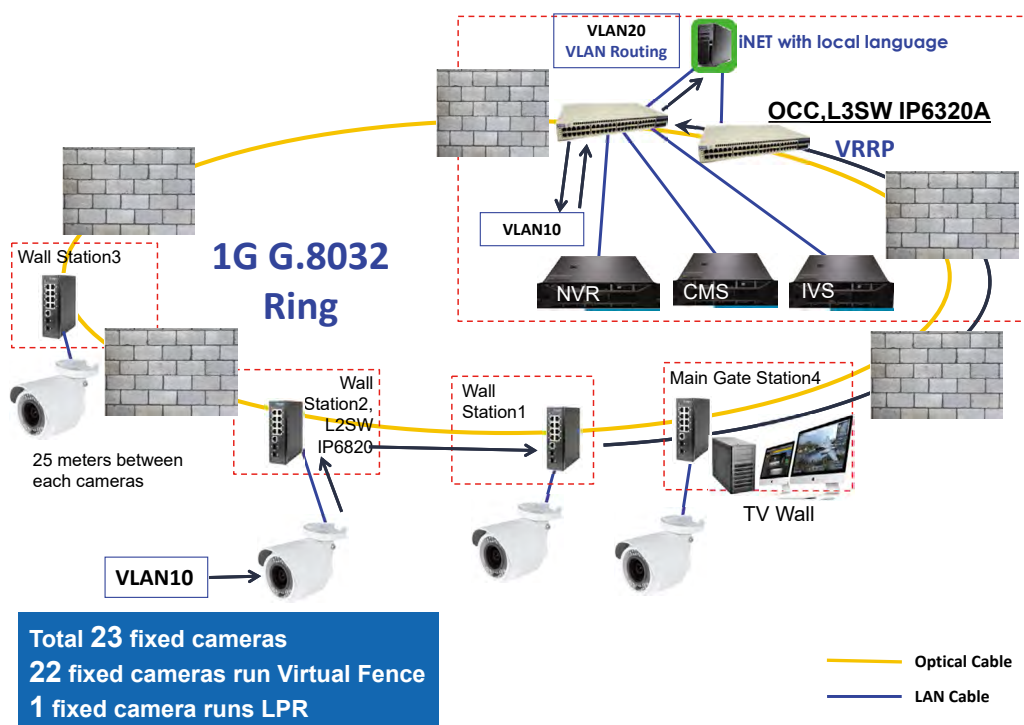 VLAN20
VLAN Routing
iNET with local language
OCC,L3SW IP6320A
VRRP
VLAN10
NVR
CMS
IVS
1G G.8032
Ring
Wall Station3
Wall
Station2,
L2SW
IP6820
Wall
Station1
Main Gate Station4
25 meters between
each cameras
TV Wall
VLAN10
Total 23 fixed cameras
22 fixed cameras run Virtual Fence
1 fixed camera runs LPR
Optical Cable
LAN Cable